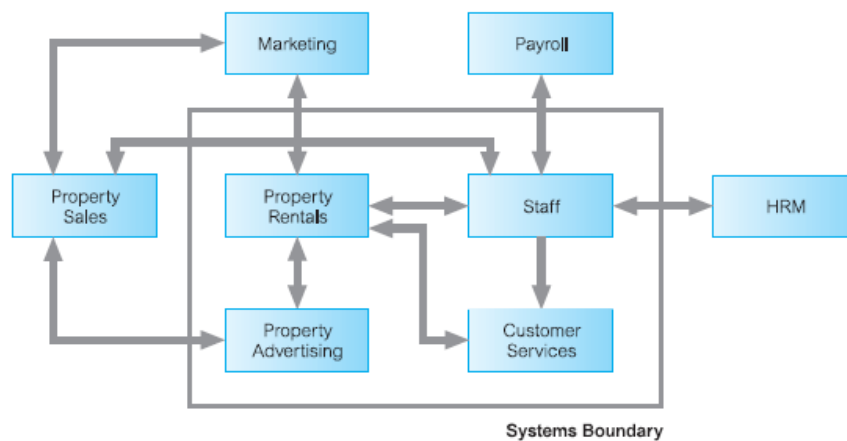 Marketing
Payroll
Property
Sales
Property
Rentals
Staff
HRM
Property
Advertising
Customer
Services
Systems Boundary